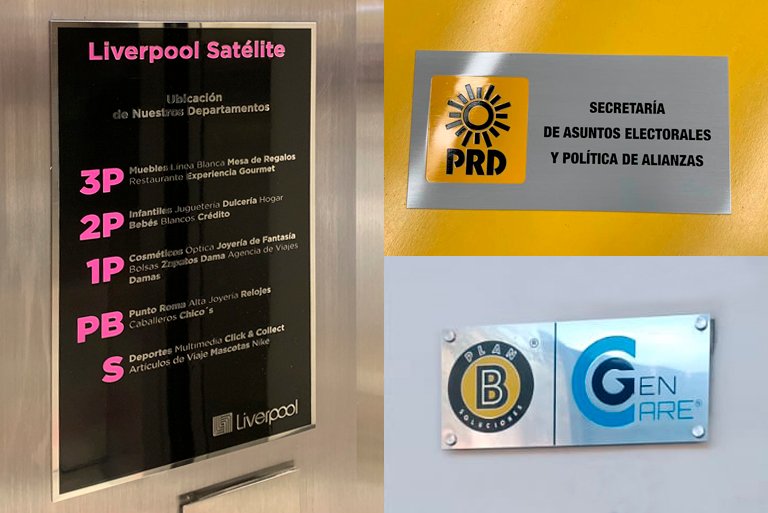 Liverpool Satélite
Ubicación
de Nuestros Departamentos
3P
Muebles Línea Blanca Mesa de Regalos
Restaurante Experiencia Gourmet
2P
Infantiles Juguetería Dulcería Hogar
Bebés Blancos Crédito
1P
Cosméticos Óptica Joyería de Fantasía
Bolsas Zapatos Dama Agencia de Viajes
Damas
PB
Punto Roma Alta Joyería Relojes
Caballeros Chico´s
S
Deportes Multimedia Click & Collect
Artículos de Viaje Mascotas Nike
Liverpool
PRD
SECRETARÍA
DE ASUNTOS ELECTORALES
Y POLÍTICA DE ALIANZAS
PLAN ®
B
SOLUCIONES
GEN
CARE®